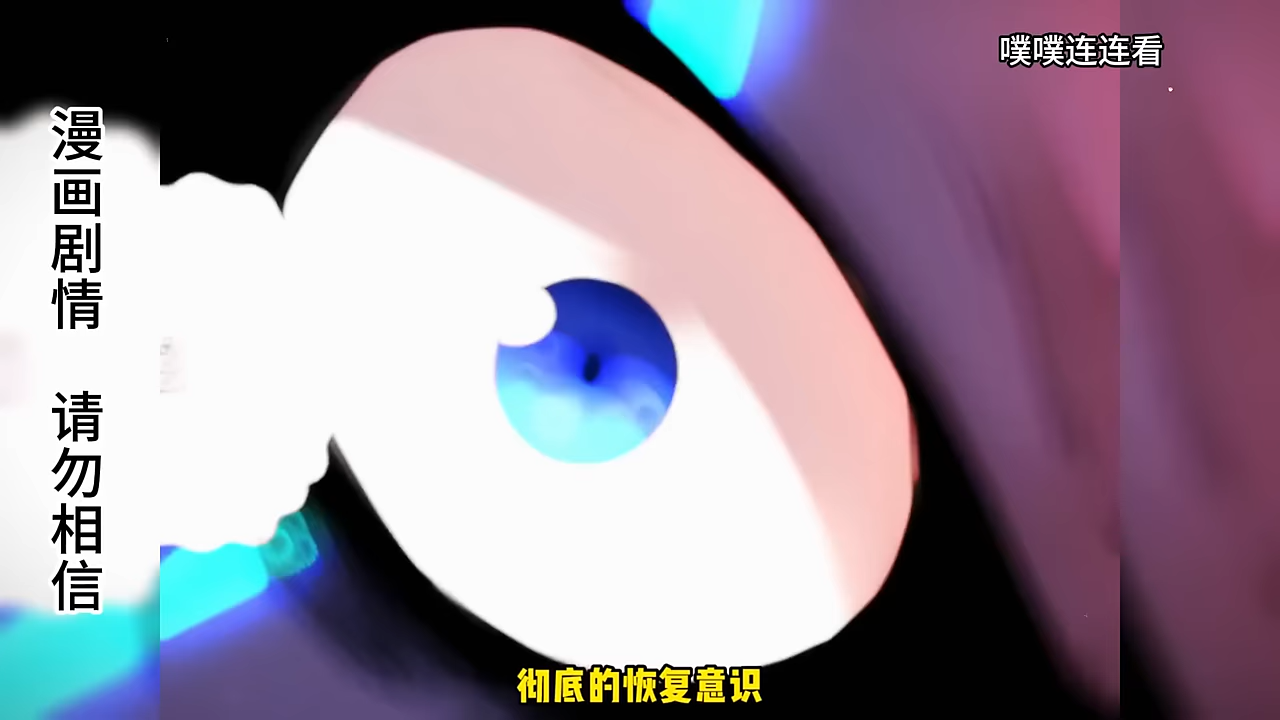 噗噗连连看
漫画剧情 请勿相信
彻底的恢复意识